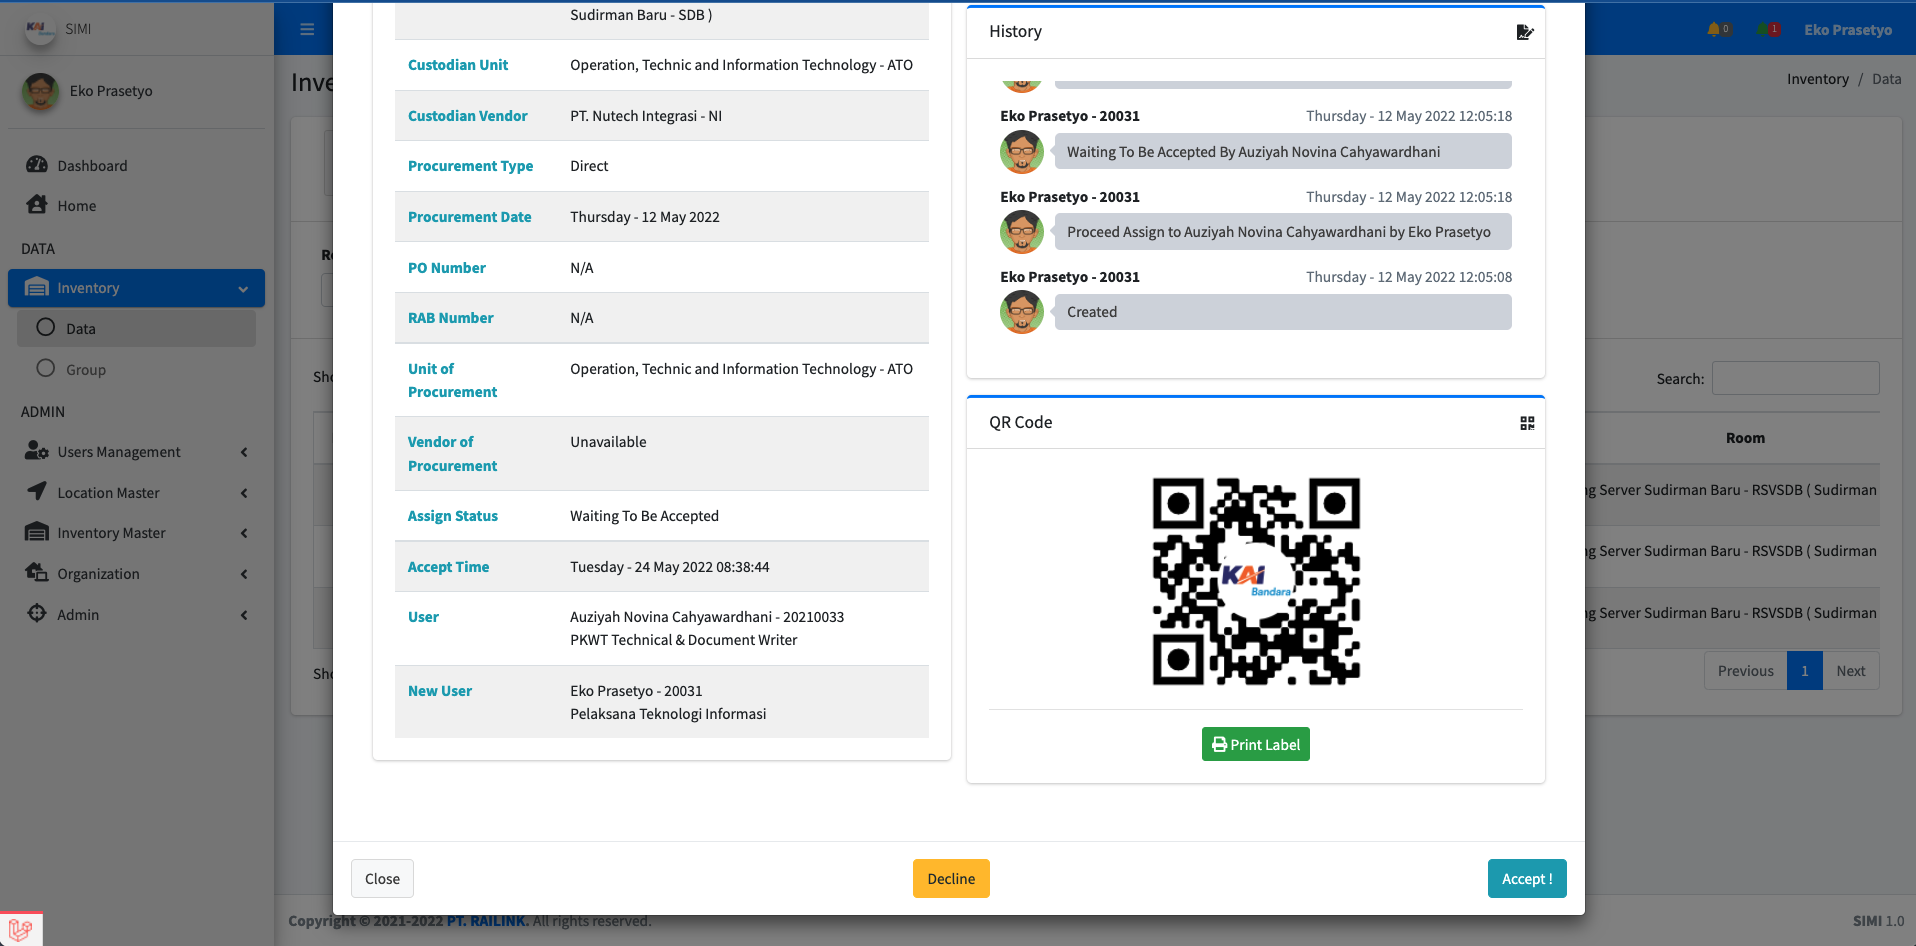 KAI
Bandara
SIMI
0
1
Eko Prasetyo
Eko Prasetyo
Inve
Inventory / Data
Dashboard
Home
DATA
Inventory
Data
Group
ADMIN
Users Management
Location Master
Inventory Master
Organization
Admin
Sho
Search:
Room
ng Server Sudirman Baru - RSVSDB ( Sudirman
ng Server Sudirman Baru - RSVSDB ( Sudirman
ng Server Sudirman Baru - RSVSDB ( Sudirman
Sho
Previous 1 Next
Sudirman Baru - SDB )
Custodian Unit Operation, Technic and Information Technology - ATO
Custodian Vendor PT. Nutech Integrasi - NI
Procurement Type Direct
Procurement Date Thursday - 12 May 2022
PO Number N/A
RAB Number N/A
Unit of Operation, Technic and Information Technology - ATO
Procurement
Vendor of Unavailable
Procurement
Assign Status Waiting To Be Accepted
Accept Time Tuesday - 24 May 2022 08:38:44
User Auziyah Novina Cahyawardhani - 20210033
PKWT Technical & Document Writer
New User Eko Prasetyo - 20031
Pelaksana Teknologi Informasi
History
Eko Prasetyo - 20031 Thursday - 12 May 2022 12:05:18
Waiting To Be Accepted By Auziyah Novina Cahyawardhani
Eko Prasetyo - 20031 Thursday - 12 May 2022 12:05:18
Proceed Assign to Auziyah Novina Cahyawardhani by Eko Prasetyo
Eko Prasetyo - 20031 Thursday - 12 May 2022 12:05:08
Created
QR Code
KAI
Bandara
Print Label
Close
Decline
Accept !
Copyright © 2021-2022 PT. RAILINK. All rights reserved.
SIMI 1.0